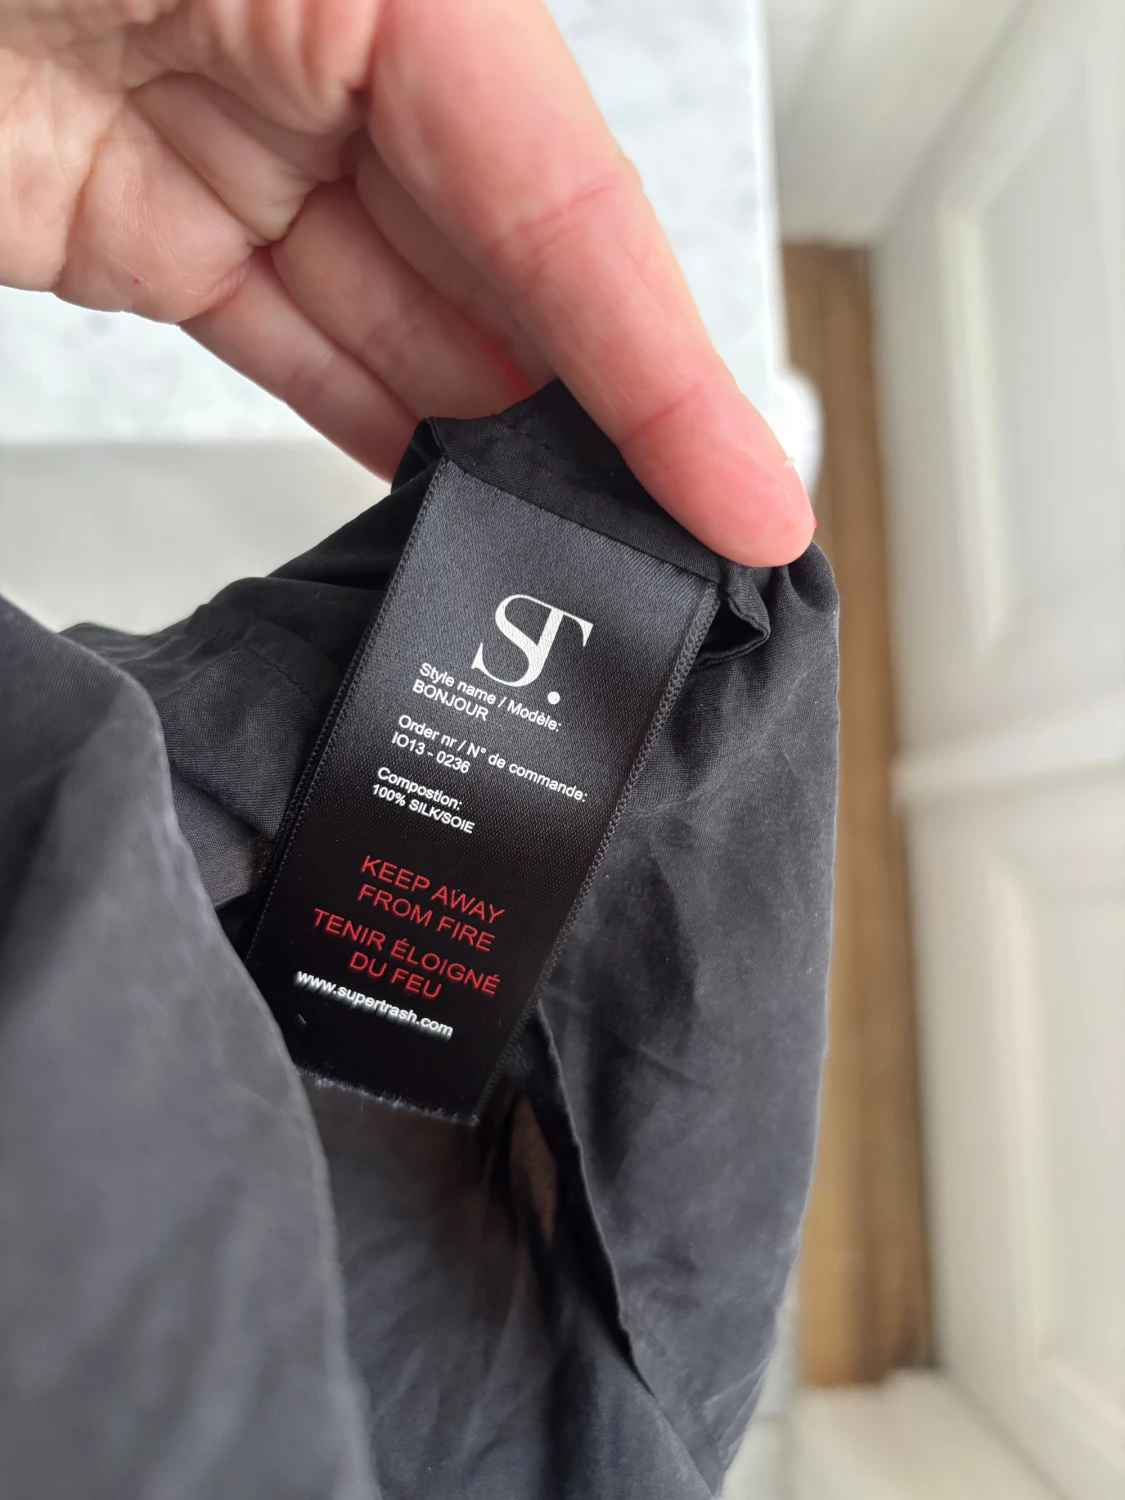 ST.
Style name / Modèle:
BONJOUR
Order nr / N° de commande:
IO13 - 0236
Compostion:
100% SILK/SOIE
KEEP AWAY
FROM FIRE
TENIR ÉLOIGNÉ
DU FEU
www.supertrash.com